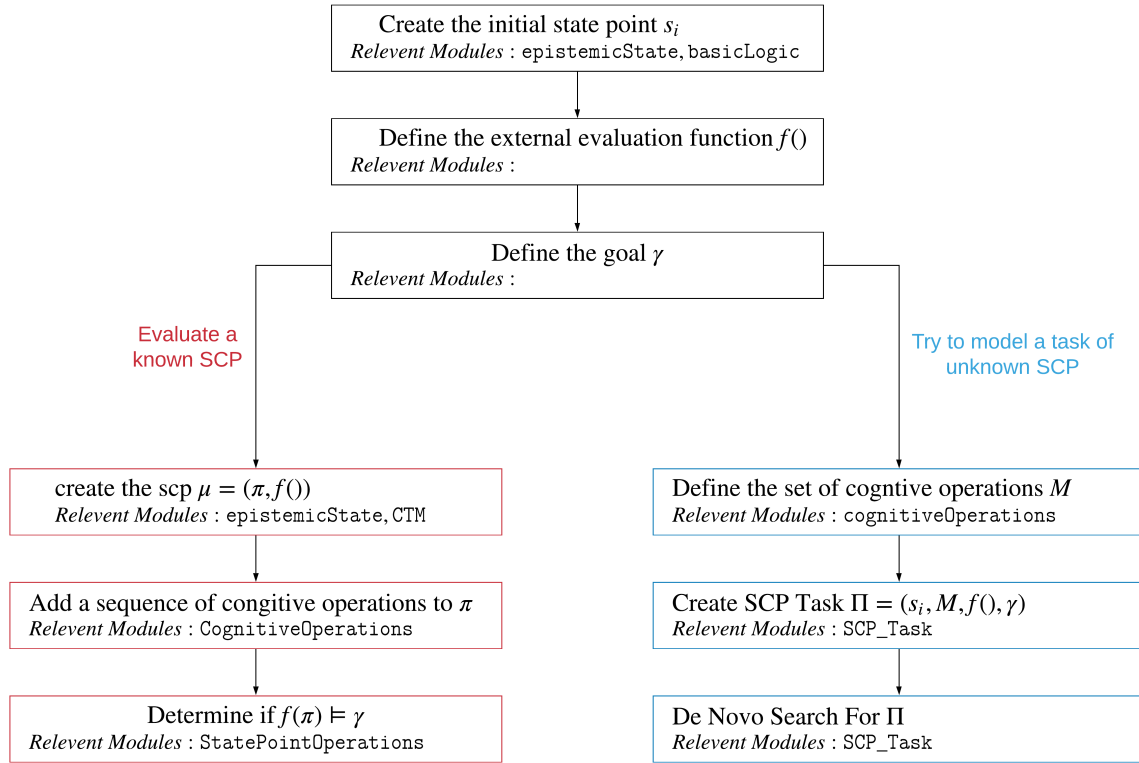 Create the initial state point sᵢ
Relevent Modules : epistemicState, basicLogic
Define the external evaluation function f()
Relevent Modules :
Define the goal γ
Relevent Modules :
Evaluate a
known SCP
Try to model a task of
unknown SCP
create the scp μ = (π, f())
Relevent Modules : epistemicState, CTM
Add a sequence of congitive operations to π
Relevent Modules : CognitiveOperations
Determine if f(π) ⊨ γ
Relevent Modules : StatePointOperations
Define the set of cogntive operations M
Relevent Modules : cognitiveOperations
Create SCP Task Π = (sᵢ, M, f(), γ)
Relevent Modules : SCP_Task
De Novo Search For Π
Relevent Modules : SCP_Task